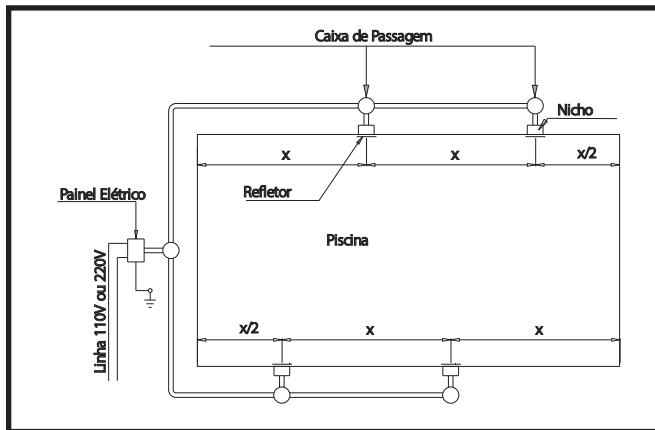 Caixa de Passagem
Nicho
x
x
x/2
Refletor
Painel Elétrico
Piscina
Linha 110V ou 220V
x/2
x
x